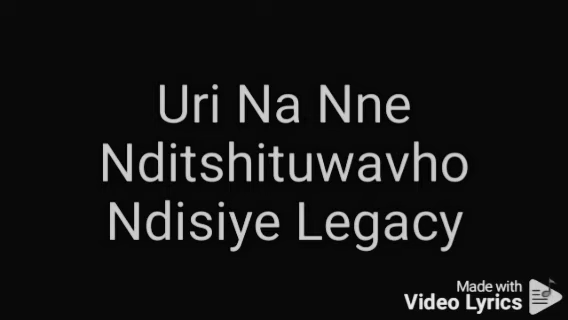 Uri Na Nne
Nditshituwavho
Ndisiye Legacy
Made with
Video Lyrics